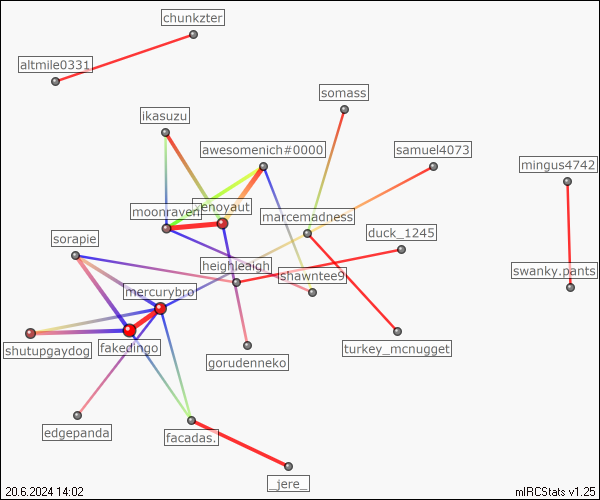 chunkzter
altmile0331
somass
ikasuzu
awesomenich#0000
samuel4073
mingus4742
moonraven
renoyaut
marcemadness
duck_1245
sorapie
heighleaigh
swanky.pants
shawntee9
mercurybro
fakedingo
shutupgaydog
gorudenneko
turkey_mcnugget
edgepanda
facadas.
_jere_
20.6.2024 14:02
mIRCStats v1.25